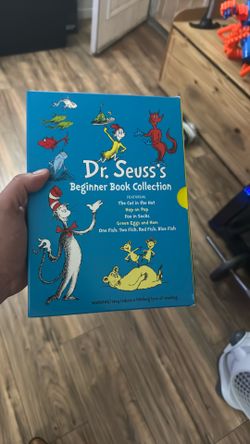 Dr. Seuss's
Beginner Book Collection
The Cat in the Hat
Hop on Pop
Fox in Socks
Green Eggs and Ham
One Fish, Two Fish, Red Fish, Blue Fish